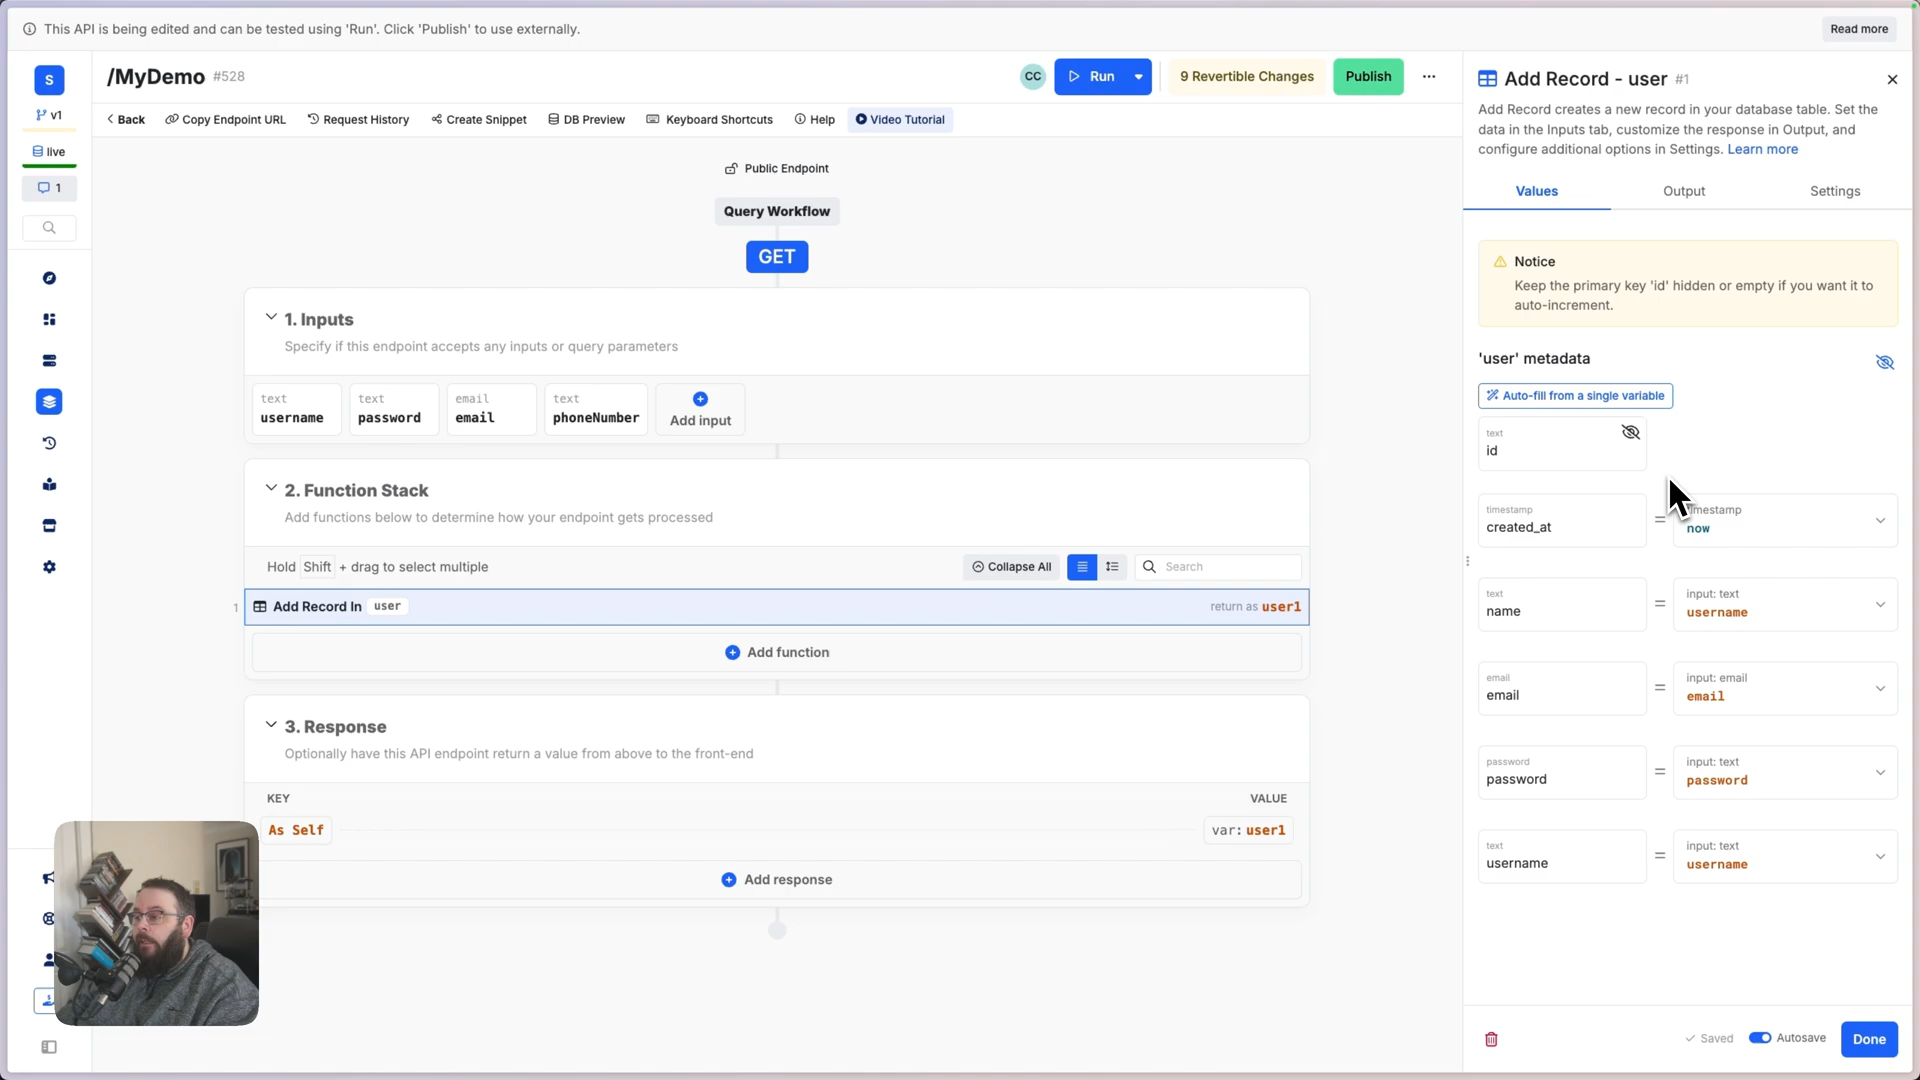 This API is being edited and can be tested using 'Run'. Click 'Publish' to use externally.
Read more
S
v1
live
1
/MyDemo #528
CC
Run
9 Revertible Changes
Publish
Back
Copy Endpoint URL
Request History
Create Snippet
DB Preview
Keyboard Shortcuts
Help
Video Tutorial
Public Endpoint
Query Workflow
GET
1. Inputs
Specify if this endpoint accepts any inputs or query parameters
text
username
text
password
email
email
text
phoneNumber
Add input
2. Function Stack
Add functions below to determine how your endpoint gets processed
Hold Shift + drag to select multiple
Collapse All
Search
1
Add Record In user
return as user1
Add function
3. Response
Optionally have this API endpoint return a value from above to the front-end
KEY
VALUE
As Self
var: user1
Add response
Add Record - user #1
Add Record creates a new record in your database table. Set the
data in the Inputs tab, customize the response in Output, and
configure additional options in Settings. Learn more
Values
Output
Settings
Notice
Keep the primary key 'id' hidden or empty if you want it to
auto-increment.
'user' metadata
Auto-fill from a single variable
text
id
timestamp
created_at
=
timestamp
now
text
name
=
input: text
username
email
email
=
input: email
email
password
password
=
input: text
password
text
username
=
input: text
username
Saved
Autosave
Done